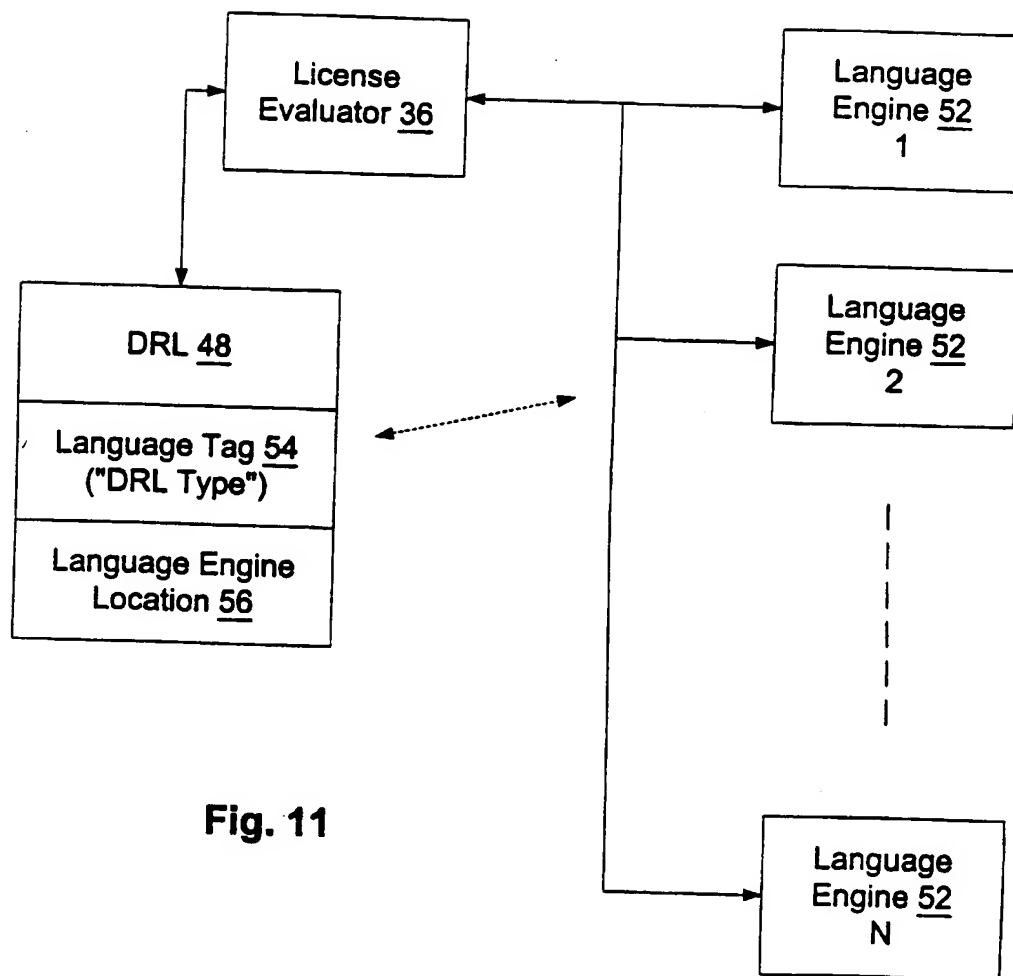 License
Evaluator 36
Language
Engine 52
1
Language
Engine 52
2
DRL 48
Language Tag 54
("DRL Type")
Language Engine
Location 56
Fig. 11
Language
Engine 52
N